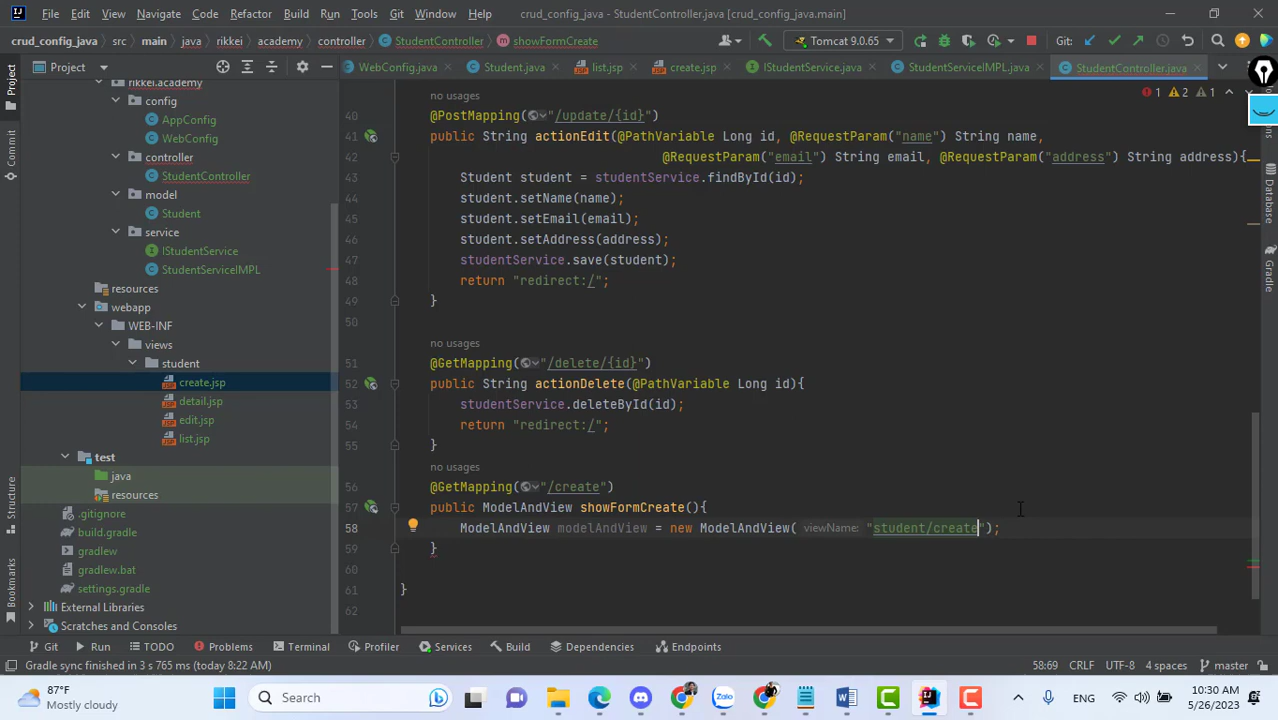 File Edit View Navigate Code Refactor Build Run Tools Git Window Help crud_config_java - StudentController.java [crud_config_java.main]
crud_config_java src main java rikkei academy controller StudentController showFormCreate Tomcat 9.0.65 Git:
Project WebConfig.java Student.java list.jsp create.jsp IStudentService.java StudentServiceIMPL.java StudentController.java
Project
Commit
Structure
Bookmarks
Database
Gradle
rikkei.academy
config
AppConfig
WebConfig
controller
StudentController
model
Student
service
IStudentService
StudentServiceIMPL
resources
webapp
WEB-INF
views
student
create.jsp
detail.jsp
edit.jsp
list.jsp
test
java
resources
.gitignore
build.gradle
gradlew
gradlew.bat
settings.gradle
External Libraries
Scratches and Consoles
1 2 1
no usages
40 @PostMapping("/update/{id}")
41 public String actionEdit(@PathVariable Long id, @RequestParam("name") String name,
42 @RequestParam("email") String email, @RequestParam("address") String address){
43 Student student = studentService.findById(id);
44 student.setName(name);
45 student.setEmail(email);
46 student.setAddress(address);
47 studentService.save(student);
48 return "redirect:/";
49 }
50
no usages
51 @GetMapping("/delete/{id}")
52 public String actionDelete(@PathVariable Long id){
53 studentService.deleteById(id);
54 return "redirect:/";
55 }
no usages
56 @GetMapping("/create")
57 public ModelAndView showFormCreate(){
58 ModelAndView modelAndView = new ModelAndView( viewName: "student/create");
59 }
60
61 }
62
Git Run TODO Problems Terminal Profiler Services Build Dependencies Endpoints
Gradle sync finished in 3 s 765 ms (today 8:22 AM) 58:69 CRLF UTF-8 4 spaces master
87°F
Mostly cloudy
Search
ENG
10:30 AM
5/26/2023